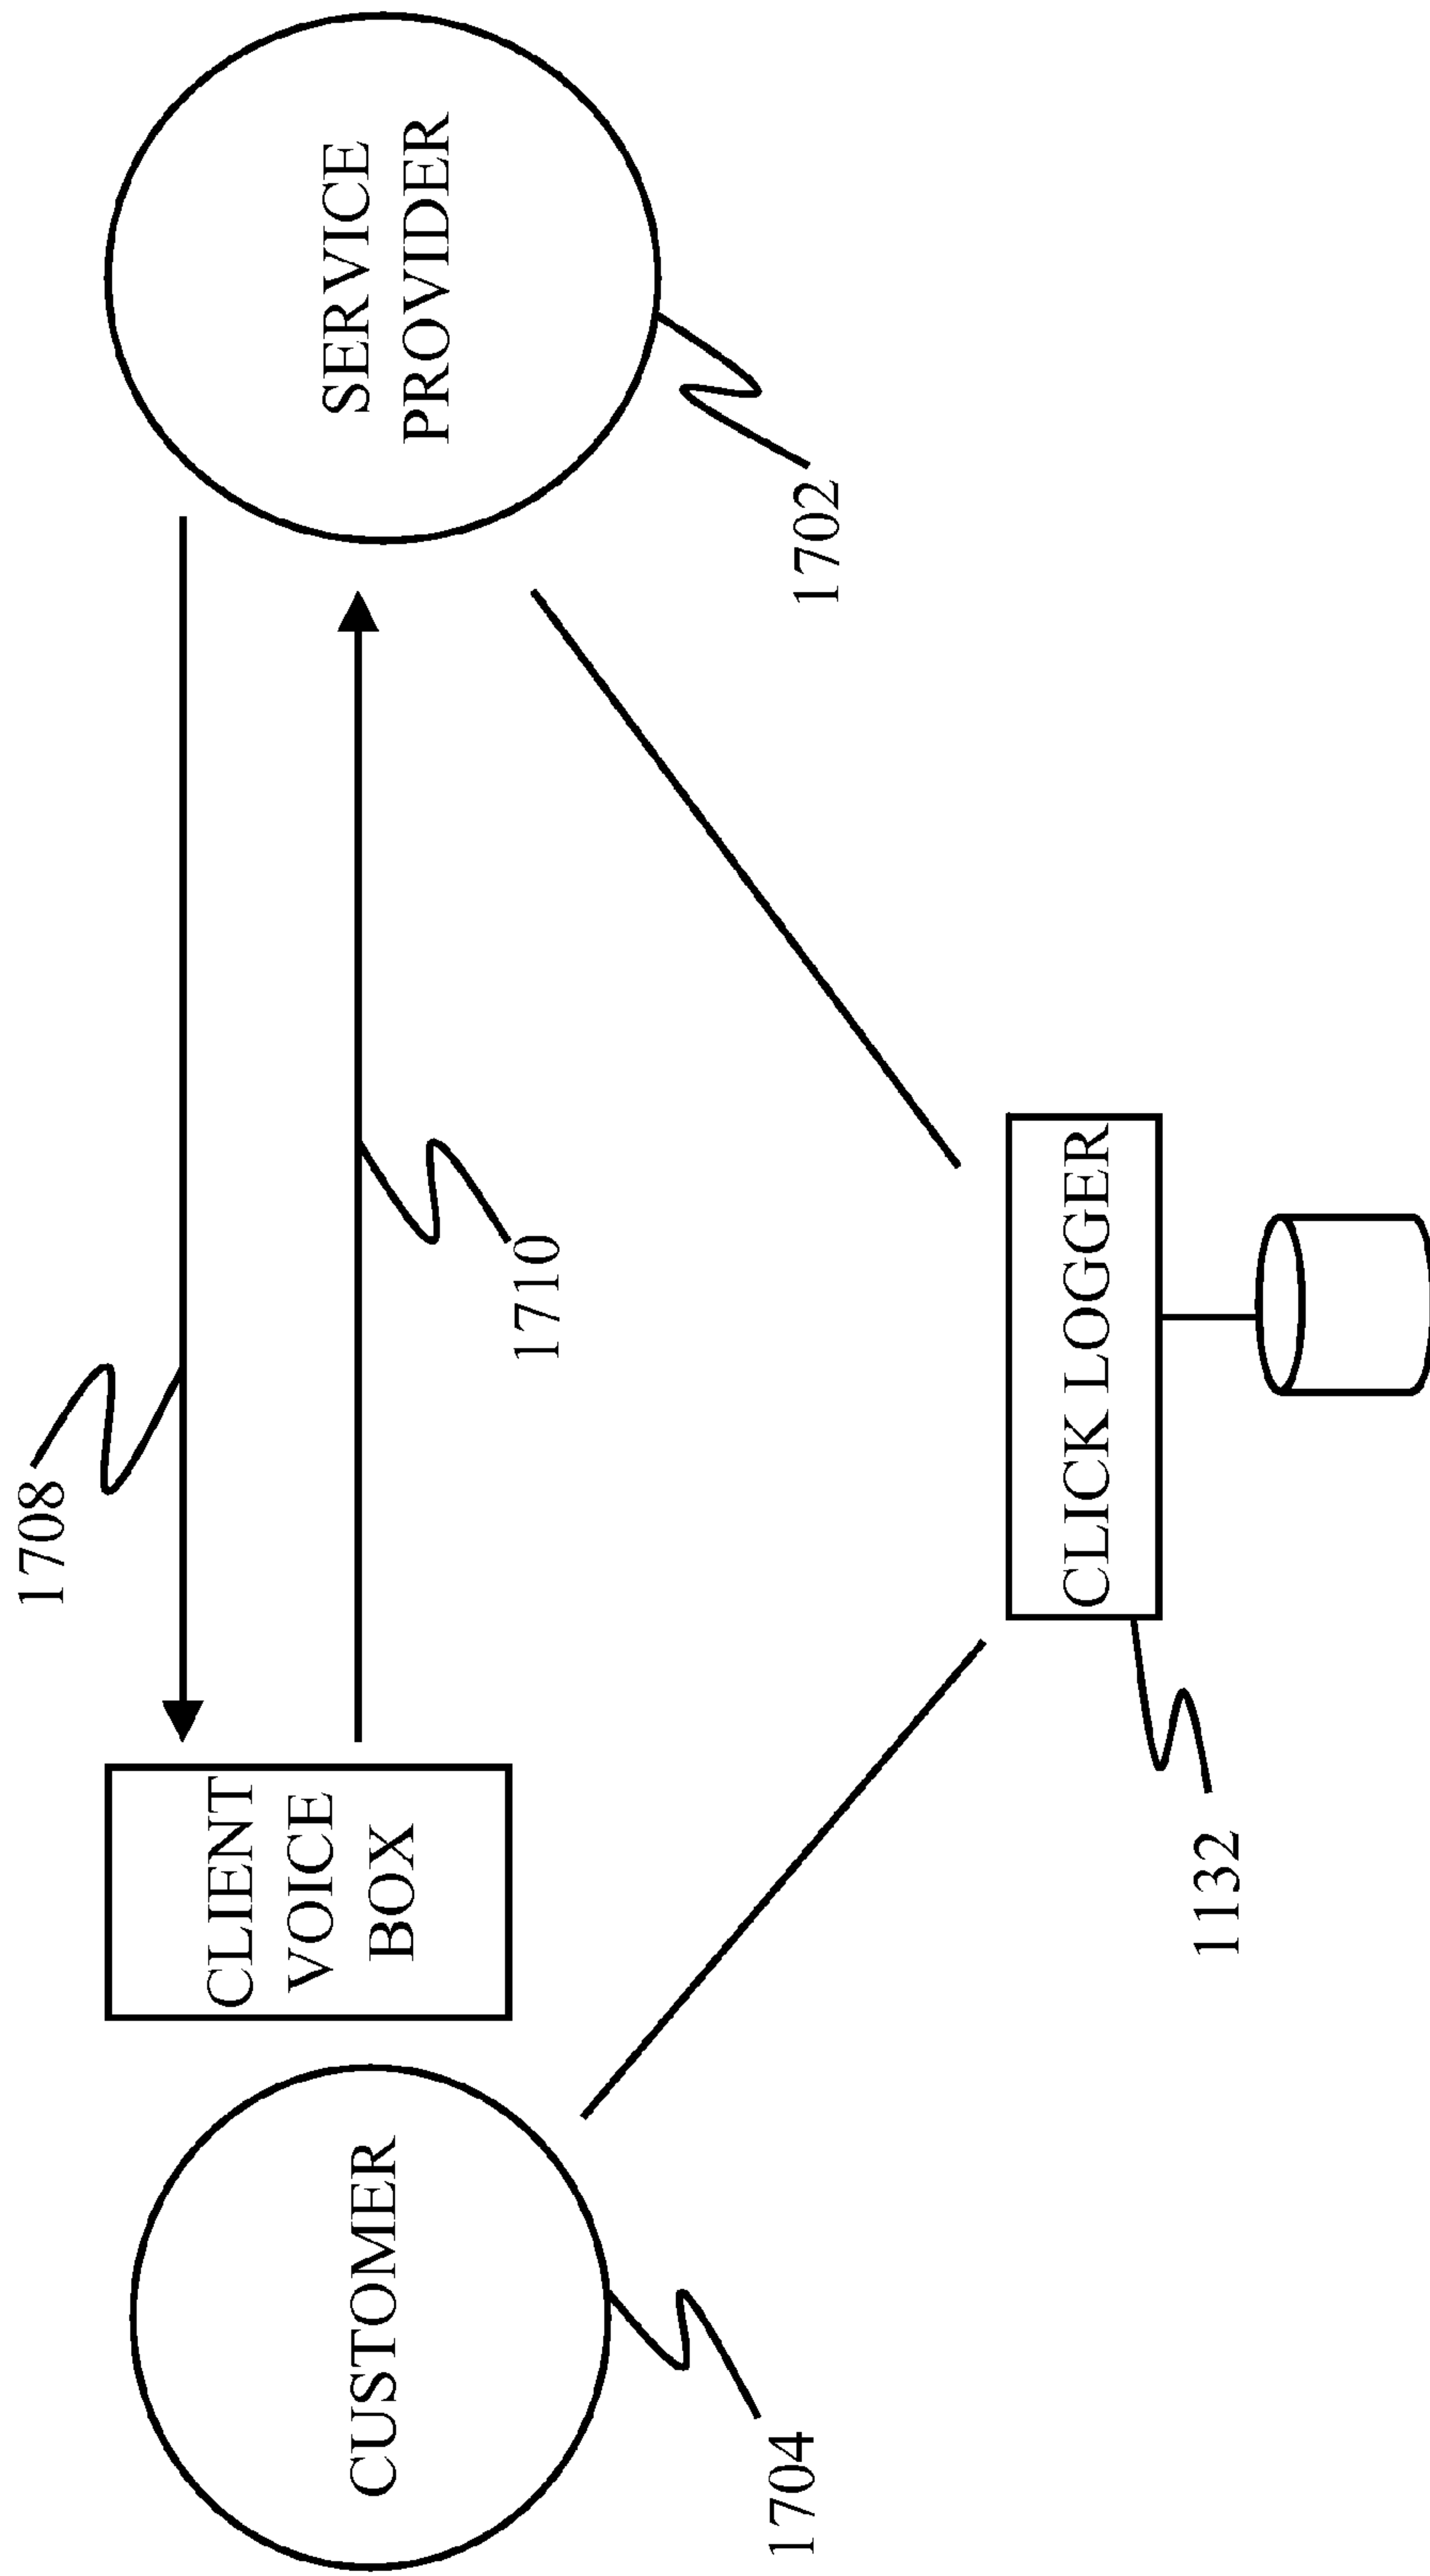 1708
CLIENT
VOICE
BOX
SERVICE
PROVIDER
CUSTOMER
1710
1704
1702
CLICK LOGGER
1132